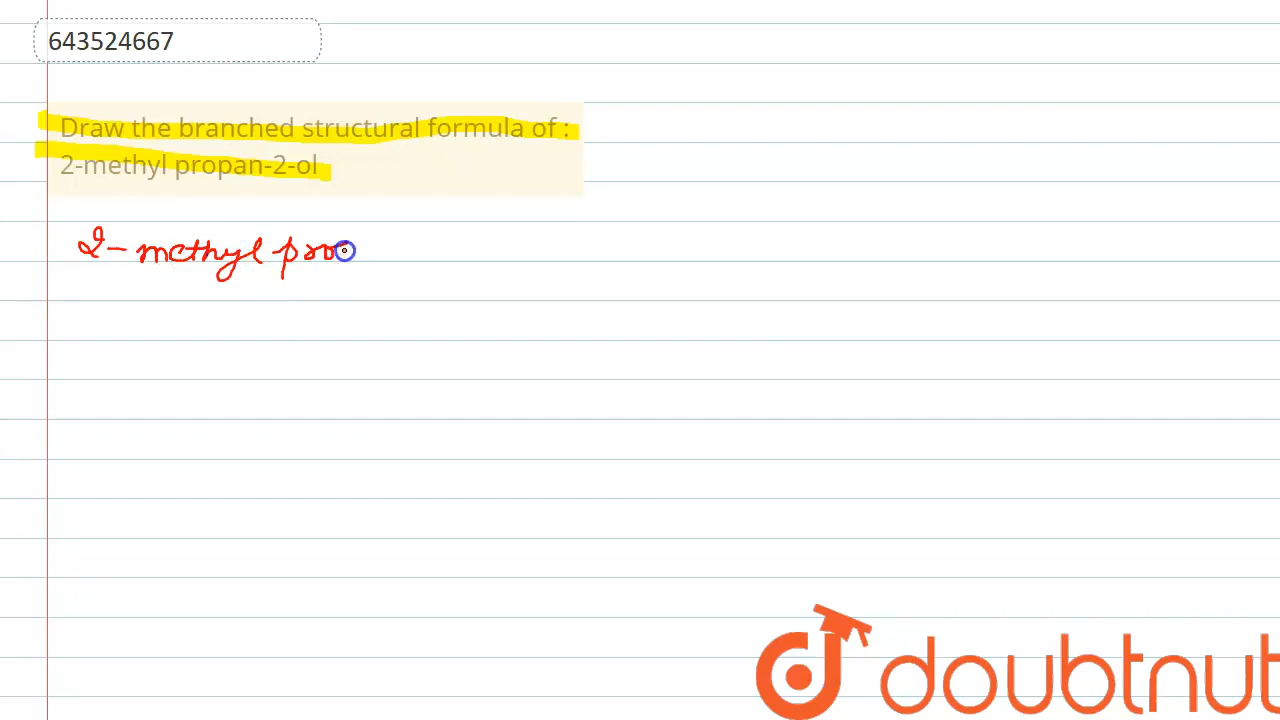 643524667
Draw the branched structural formula of :
2-methyl propan-2-ol
2- methyl pro
doubtnut